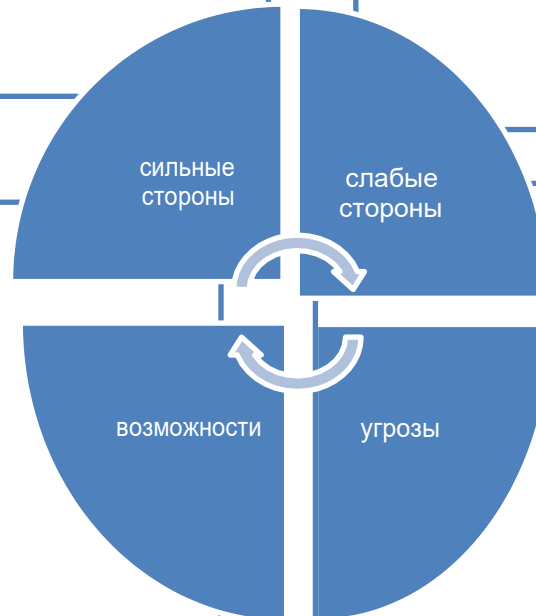 сильные
стороны
слабые
стороны
возможности
угрозы